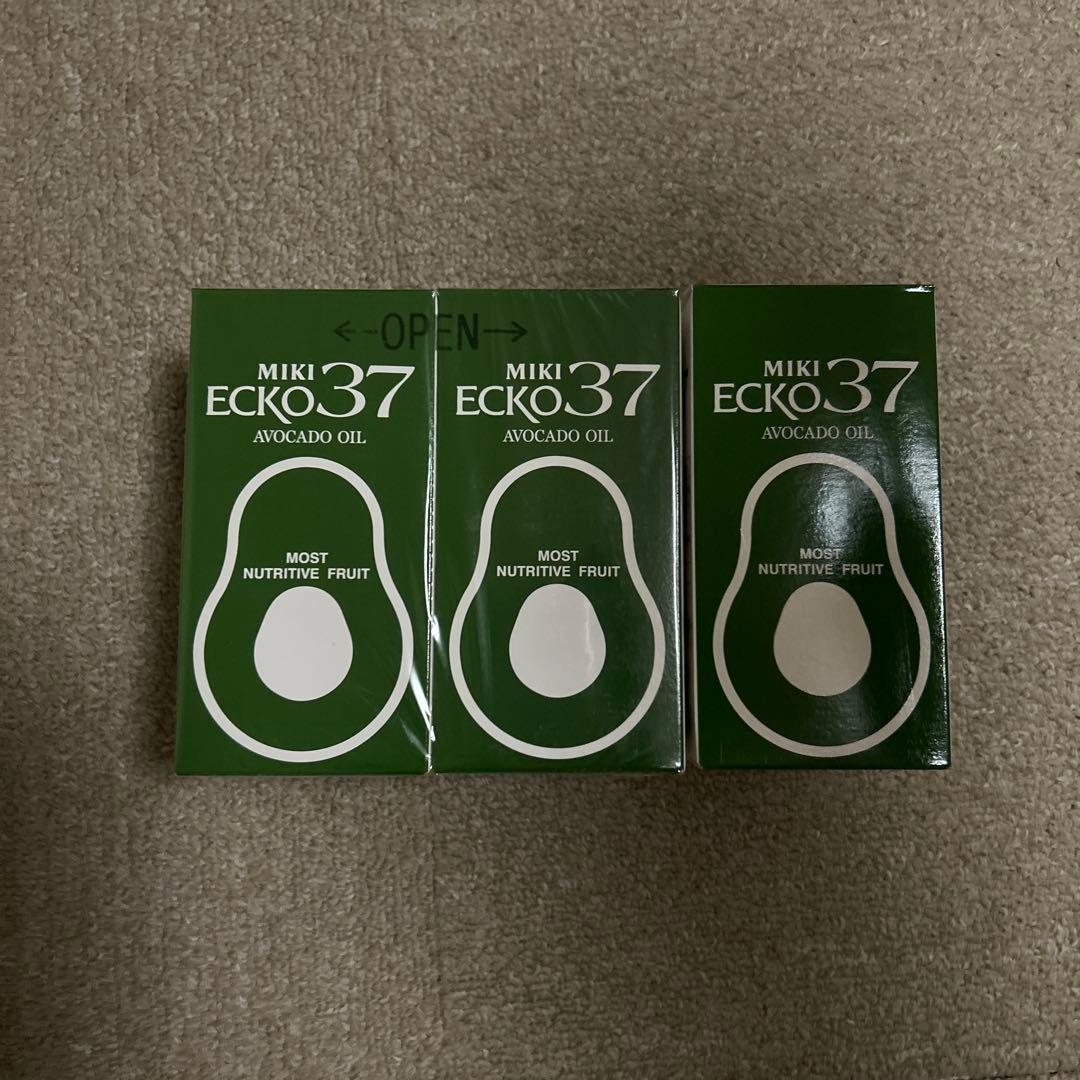 ←-OPEN→
MIKI
ECKO37
AVOCADO OIL
MOST
NUTRITIVE FRUIT
MIKI
ECKO37
AVOCADO OIL
MOST
NUTRITIVE FRUIT
MIKI
ECKO37
AVOCADO OIL
MOST
NUTRITIVE FRUIT